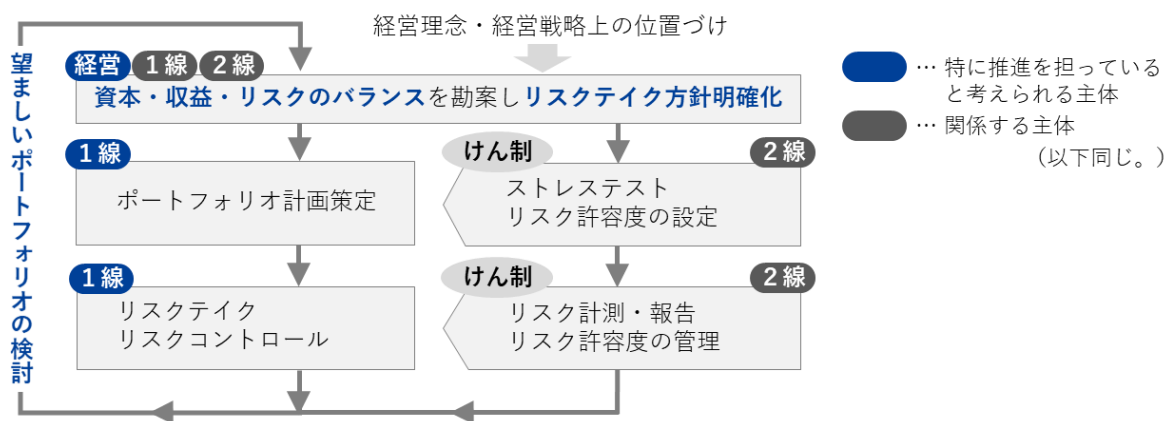 経営理念・経営戦略上の位置づけ
経営 1線 2線
資本・収益・リスクのバランスを勘案しリスクテイク方針明確化
望ましいポートフォリオの検討
1線
ポートフォリオ計画策定
けん制
2線
ストレステスト
リスク許容度の設定
1線
リスクテイク
リスクコントロール
けん制
2線
リスク計測・報告
リスク許容度の管理
… 特に推進を担っている
と考えられる主体
… 関係する主体
（以下同じ。）